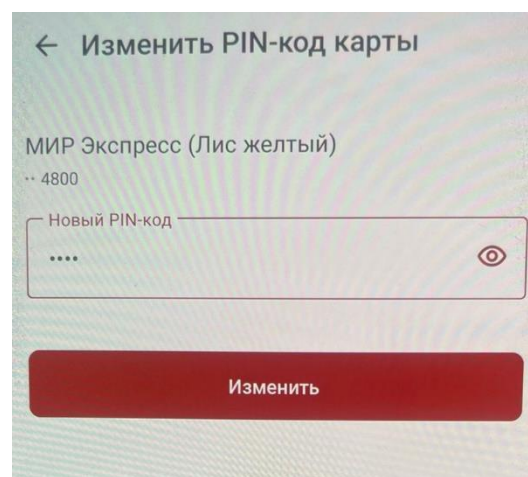 ← Изменить PIN-код карты
МИР Экспресс (Лис желтый)
·· 4800
Новый PIN-код
••••
Изменить